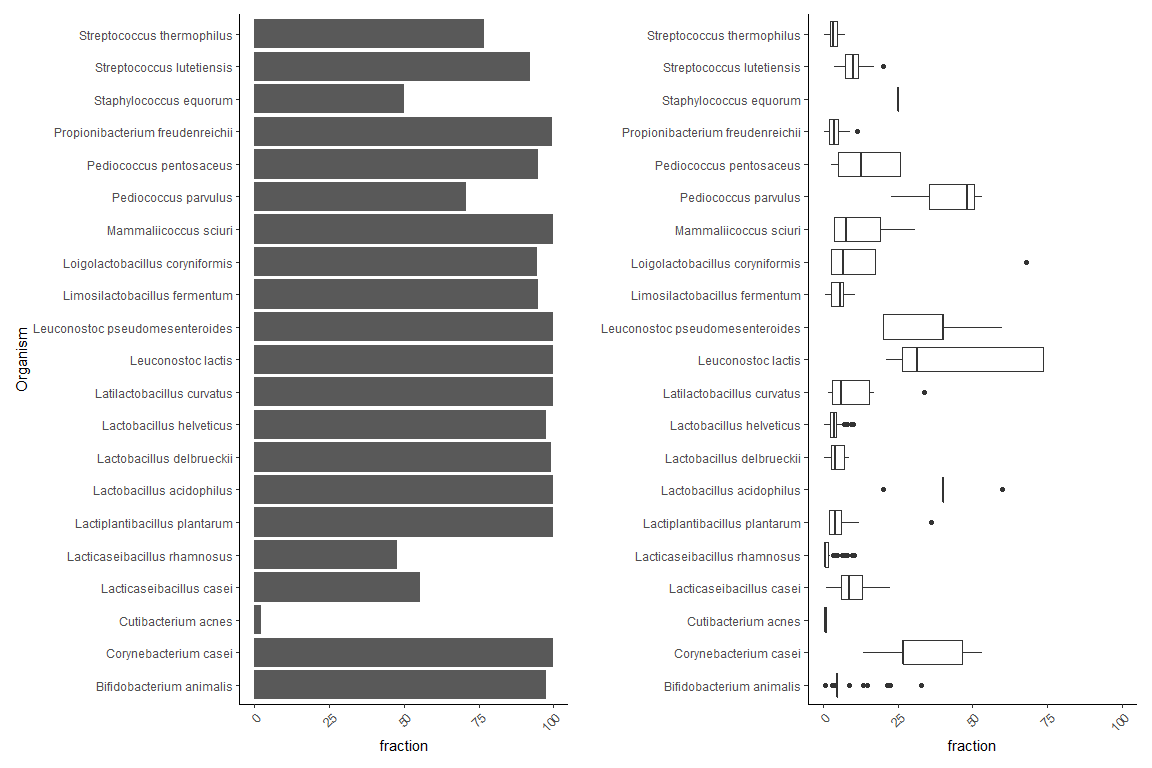 Streptococcus thermophilus
Streptococcus lutetiensis
Staphylococcus equorum
Propionibacterium freudenreichii
Pediococcus pentosaceus
Pediococcus parvulus
Mammaliicoccus sciuri
Loigolactobacillus coryniformis
Limosilactobacillus fermentum
Leuconostoc pseudomesenteroides
Leuconostoc lactis
Latilactobacillus curvatus
Lactobacillus helveticus
Lactobacillus delbrueckii
Lactobacillus acidophilus
Lactiplantibacillus plantarum
Lacticaseibacillus rhamnosus
Lacticaseibacillus casei
Cutibacterium acnes
Corynebacterium casei
Bifidobacterium animalis
Organism
0 25 50 75 100
fraction
Streptococcus thermophilus
Streptococcus lutetiensis
Staphylococcus equorum
Propionibacterium freudenreichii
Pediococcus pentosaceus
Pediococcus parvulus
Mammaliicoccus sciuri
Loigolactobacillus coryniformis
Limosilactobacillus fermentum
Leuconostoc pseudomesenteroides
Leuconostoc lactis
Latilactobacillus curvatus
Lactobacillus helveticus
Lactobacillus delbrueckii
Lactobacillus acidophilus
Lactiplantibacillus plantarum
Lacticaseibacillus rhamnosus
Lacticaseibacillus casei
Cutibacterium acnes
Corynebacterium casei
Bifidobacterium animalis
0 25 50 75 100
fraction